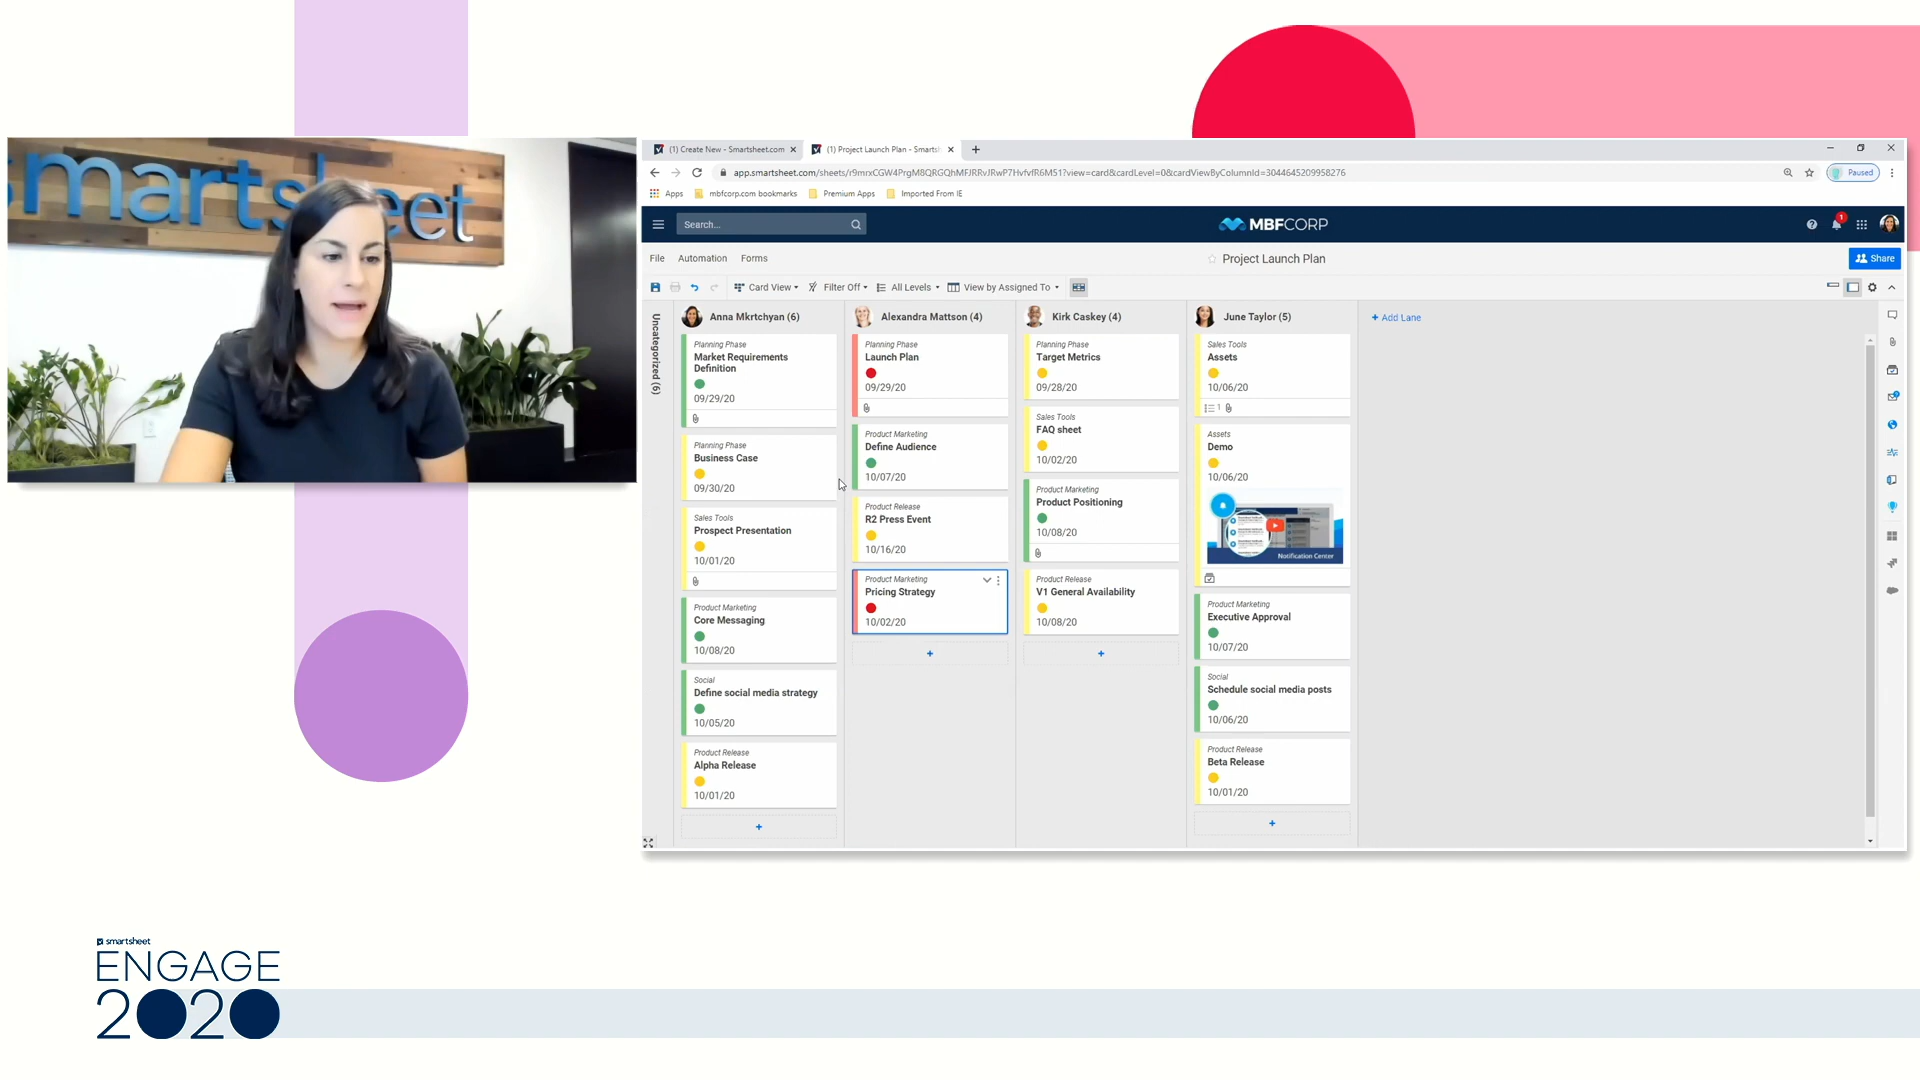 smartsheet
(1) Create New - Smartsheet.com
(1) Project Launch Plan - Smarts
app.smartsheet.com/sheets/r9mrxCGW4PrgM8QRGQhMFJRRvJRwP7HvfvfR6M51?view=card&cardLevel=0&cardViewByColumnId=3044645209958276
Paused
Apps
mbfcorp.com bookmarks
Premium Apps
Imported From IE
Search...
MBFCORP
1
File
Automation
Forms
Project Launch Plan
Share
Card View
Filter Off
All Levels
View by Assigned To
Uncategorized (6)
Anna Mkrtchyan (6)
Planning Phase
Market Requirements
Definition
09/29/20
Planning Phase
Business Case
09/30/20
Sales Tools
Prospect Presentation
10/01/20
Product Marketing
Core Messaging
10/08/20
Social
Define social media strategy
10/05/20
Product Release
Alpha Release
10/01/20
+
Alexandra Mattson (4)
Planning Phase
Launch Plan
09/29/20
Product Marketing
Define Audience
10/07/20
Product Release
R2 Press Event
10/16/20
Product Marketing
Pricing Strategy
10/02/20
+
Kirk Caskey (4)
Planning Phase
Target Metrics
09/28/20
Sales Tools
FAQ sheet
10/02/20
Product Marketing
Product Positioning
10/08/20
Product Release
V1 General Availability
10/08/20
+
June Taylor (5)
Sales Tools
Assets
10/06/20
1
Assets
Demo
10/06/20
Notification Center
Product Marketing
Executive Approval
10/07/20
Social
Schedule social media posts
10/06/20
Product Release
Beta Release
10/01/20
+
+ Add Lane
smartsheet
ENGAGE
2020